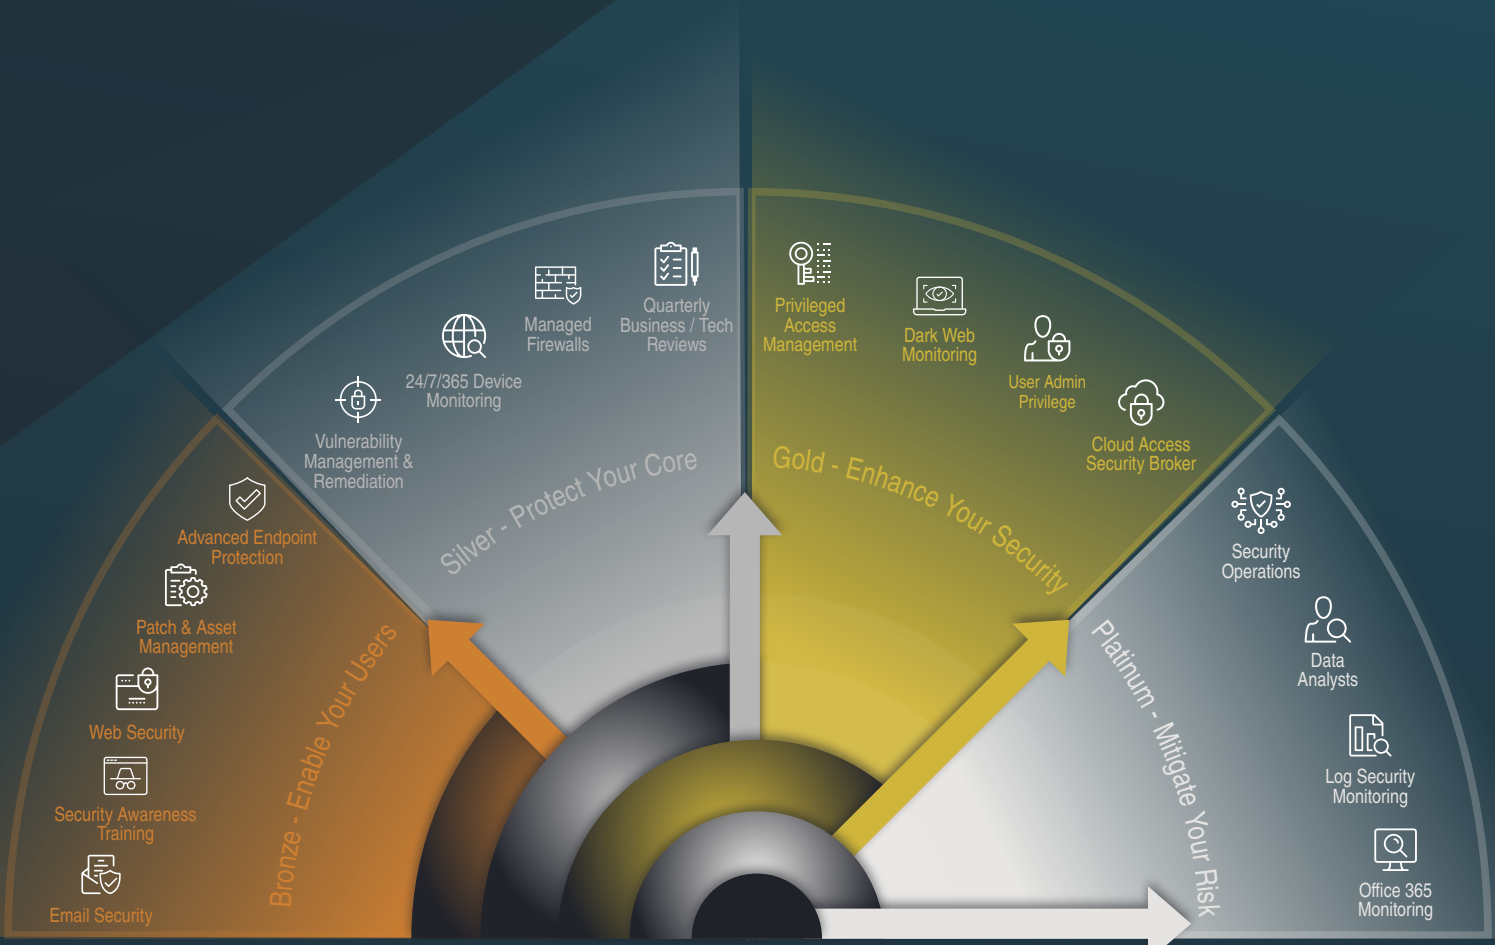 Bronze - Enable Your Users
Advanced Endpoint
Protection
Patch & Asset
Management
Web Security
Security Awareness
Training
Email Security
Silver - Protect Your Core
Vulnerability
Management &
Remediation
24/7/365 Device
Monitoring
Managed
Firewalls
Quarterly
Business / Tech
Reviews
Gold - Enhance Your Security
Privileged
Access
Management
Dark Web
Monitoring
User Admin
Privilege
Cloud Access
Security Broker
Platinum - Mitigate Your Risk
Security
Operations
Data
Analysts
Log Security
Monitoring
Office 365
Monitoring